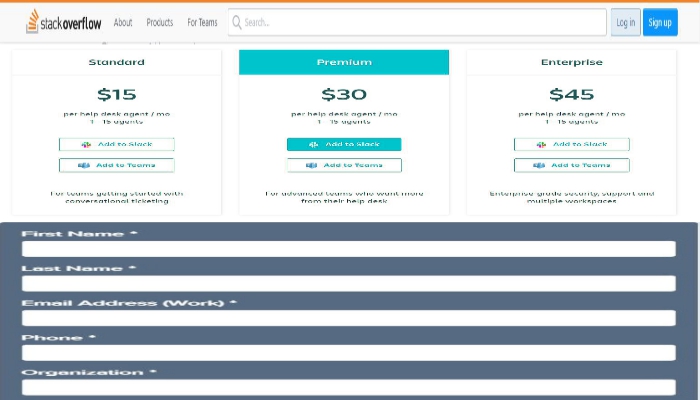 stackoverflow About Products For Teams Search... Log in Sign up
Standard Premium Enterprise
$15 $30 $45
per help desk agent / mo per help desk agent / mo per help desk agent / mo
1 - 15 agents 1 - 15 agents 1 - 15 agents
Add to Slack Add to Slack Add to Slack
Add to Teams Add to Teams Add to Teams
For teams getting started with For advanced teams who want more Enterprise-grade security, support and
conversational ticketing from their help desk multiple workspaces
First Name *
Last Name *
Email Address (Work) *
Phone *
Organization *